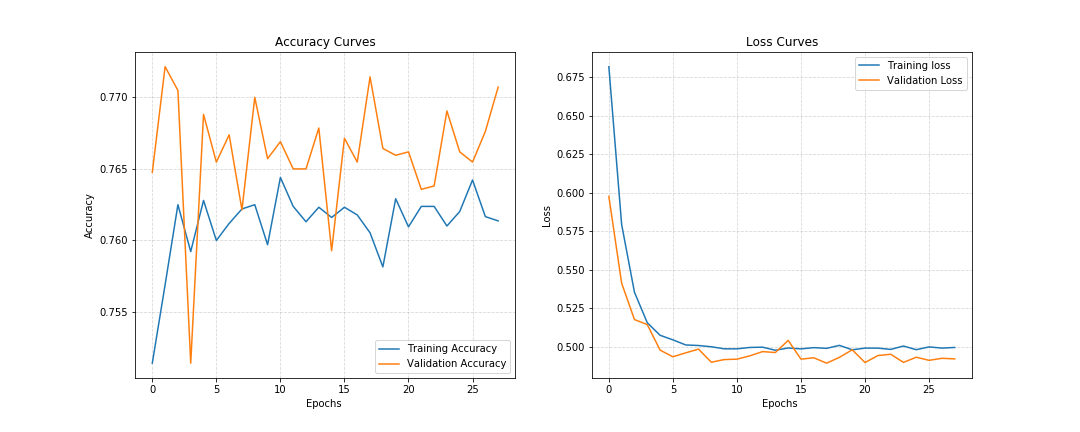 Accuracy Curves
0.770
0.765
0.760
0.755
Accuracy
Training Accuracy
Validation Accuracy
0 5 10 15 20 25
Epochs
Loss Curves
0.675
0.650
0.625
0.600
0.575
0.550
0.525
0.500
Loss
Training loss
Validation Loss
0 5 10 15 20 25
Epochs